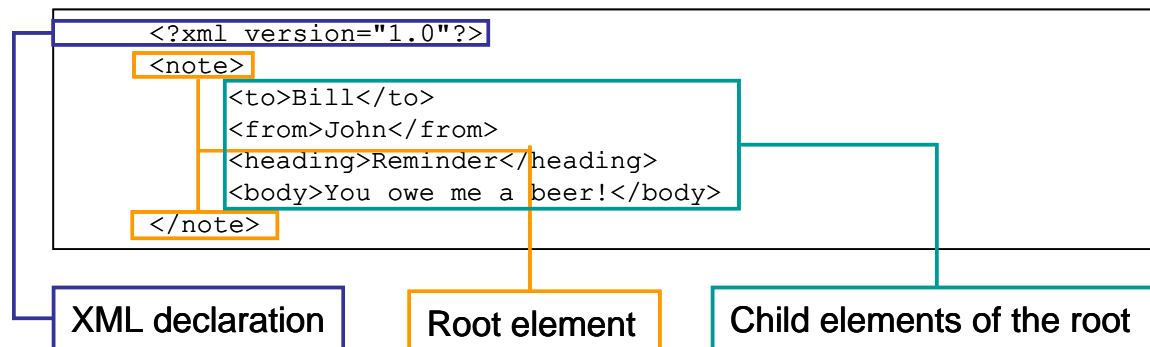 <?xml version="1.0"?>
<note>
<to>Bill</to>
<from>John</from>
<heading>Reminder</heading>
<body>You owe me a beer!</body>
</note>
XML declaration
Root element
Child elements of the root